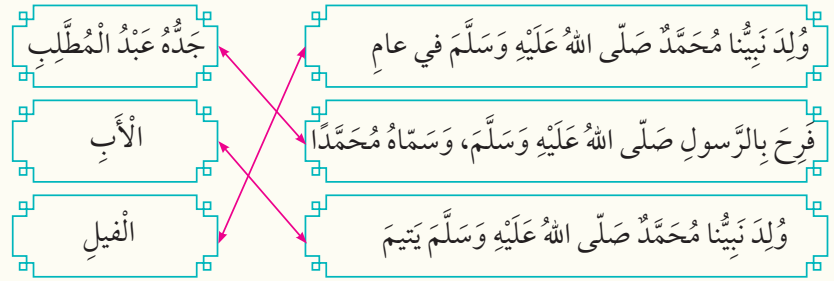 وُلِدَ نَبِيُّنا مُحَمَّدٌ صَلّى اللهُ عَلَيْهِ وَسَلَّمَ في عامِ
جَدُّهُ عَبْدُ الْمُطَّلِبِ
فَرِحَ بِالرَّسولِ صَلّى اللهُ عَلَيْهِ وَسَلَّمَ، وَسَمّاهُ مُحَمَّدًا
الْأَبِ
وُلِدَ نَبِيُّنا مُحَمَّدٌ صَلّى اللهُ عَلَيْهِ وَسَلَّمَ يَتيمَ
الْفيلِ